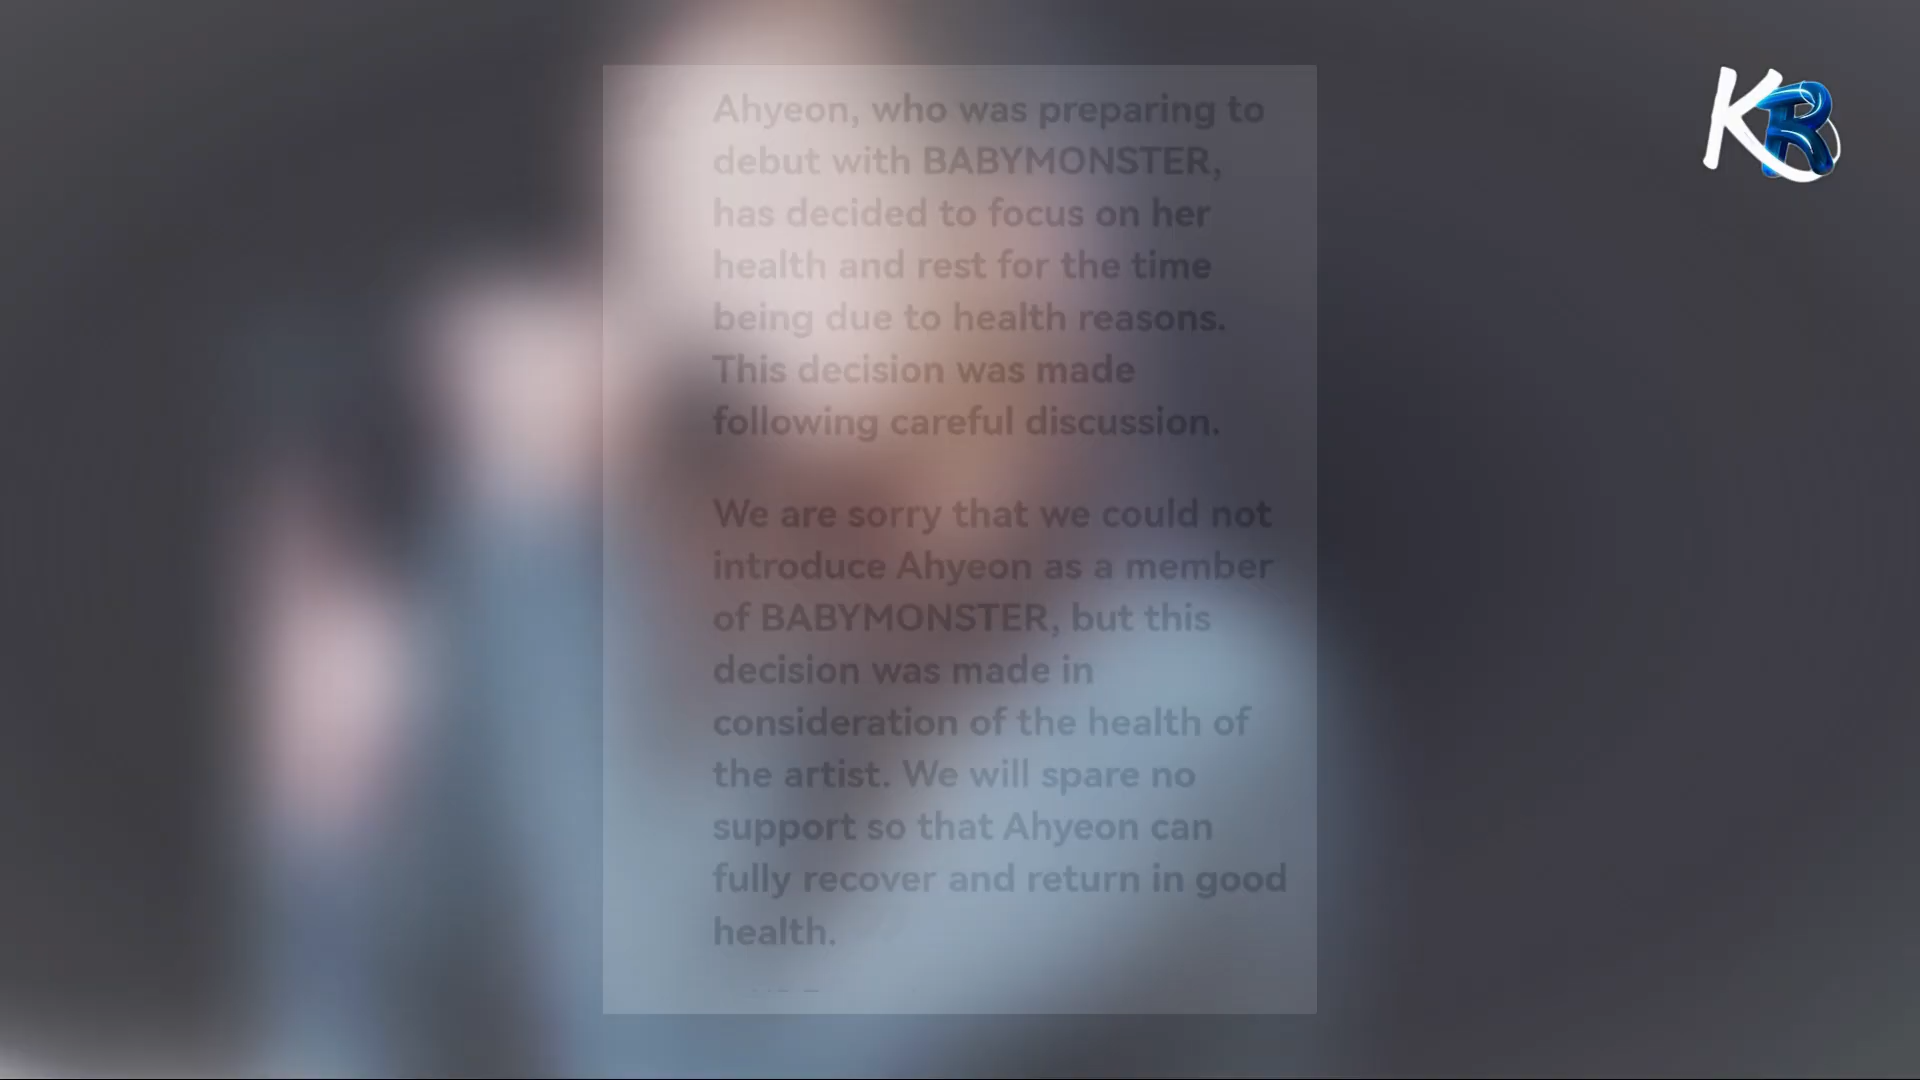 KR
Ahyeon, who was preparing to
debut with BABYMONSTER,
has decided to focus on her
health and rest for the time
being due to health reasons.
This decision was made
following careful discussion.
We are sorry that we could not
introduce Ahyeon as a member
of BABYMONSTER, but this
decision was made in
consideration of the health of
the artist. We will spare no
support so that Ahyeon can
fully recover and return in good
health.